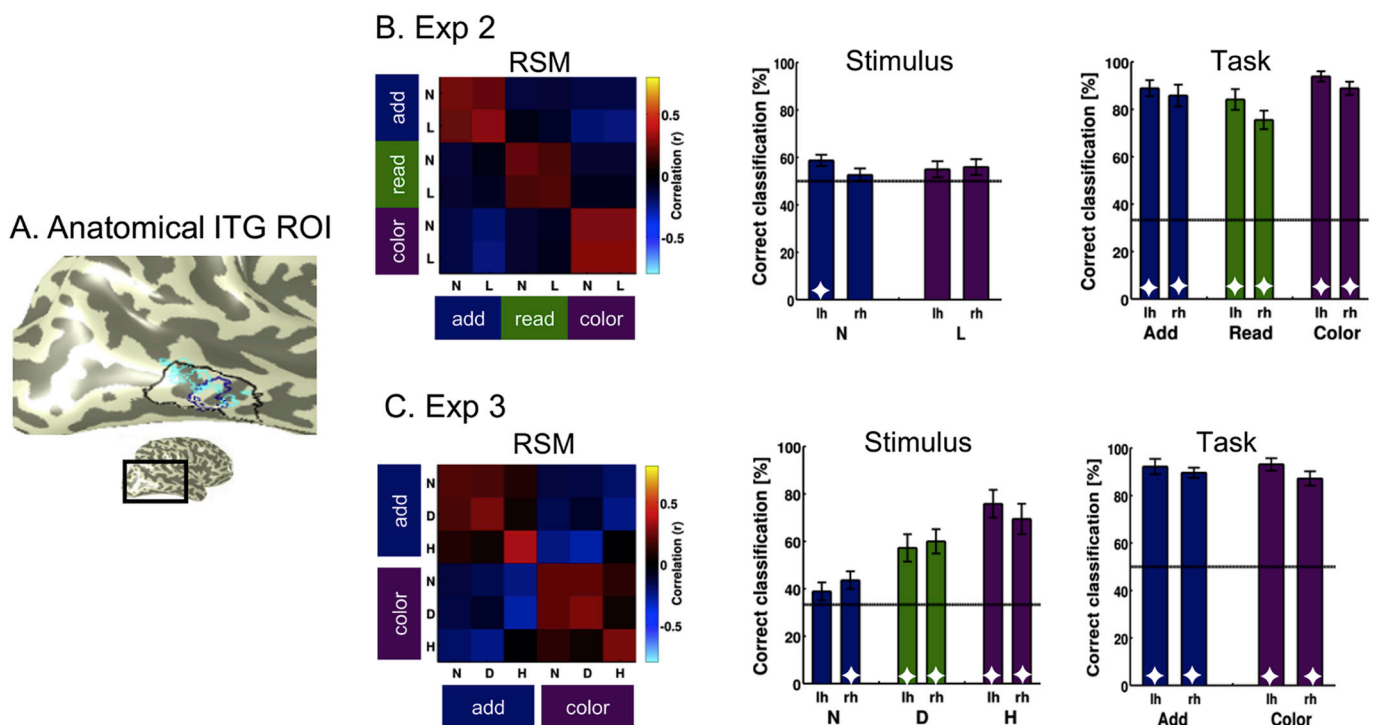 A. Anatomical ITG ROI
B. Exp 2
RSM
add
read
color
N
L
N
L
N
L
N L N L N L
add read color
0.5
0
-0.5
Correlation (r)
Stimulus
Correct classification [%]
100
80
60
40
20
0
lh rh lh rh
N L
Task
Correct classification [%]
100
80
60
40
20
0
lh rh lh rh lh rh
Add Read Color
C. Exp 3
RSM
add
color
N
D
H
N
D
H
N D H N D H
add color
0.5
0
-0.5
Correlation (r)
Stimulus
Correct classification [%]
100
80
60
40
20
0
lh rh lh rh lh rh
N D H
Task
Correct classification [%]
100
80
60
40
20
0
lh rh lh rh
Add Color